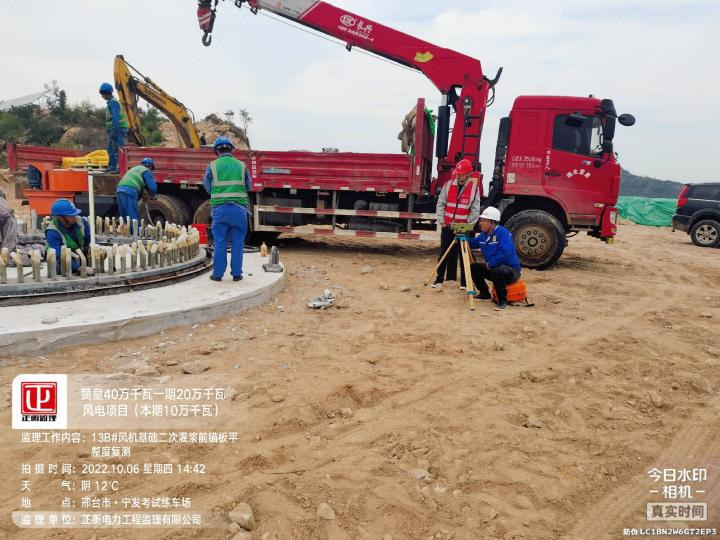 正衡监理
赞皇40万千瓦一期20万千瓦
风电项目（本期10万千瓦）
监理工作内容：13B#风机基础二次灌浆前锚板平
整度复测
拍 摄 时 间：2022.10.06 星期四 14:42
天 气：阴 12℃
地 点：邢台市·宁发考试练车场
监 理 单 位：正衡电力工程监理有限公司
今日水印
相机
真实时间
防伪 LC1BN2W6GT2EP3